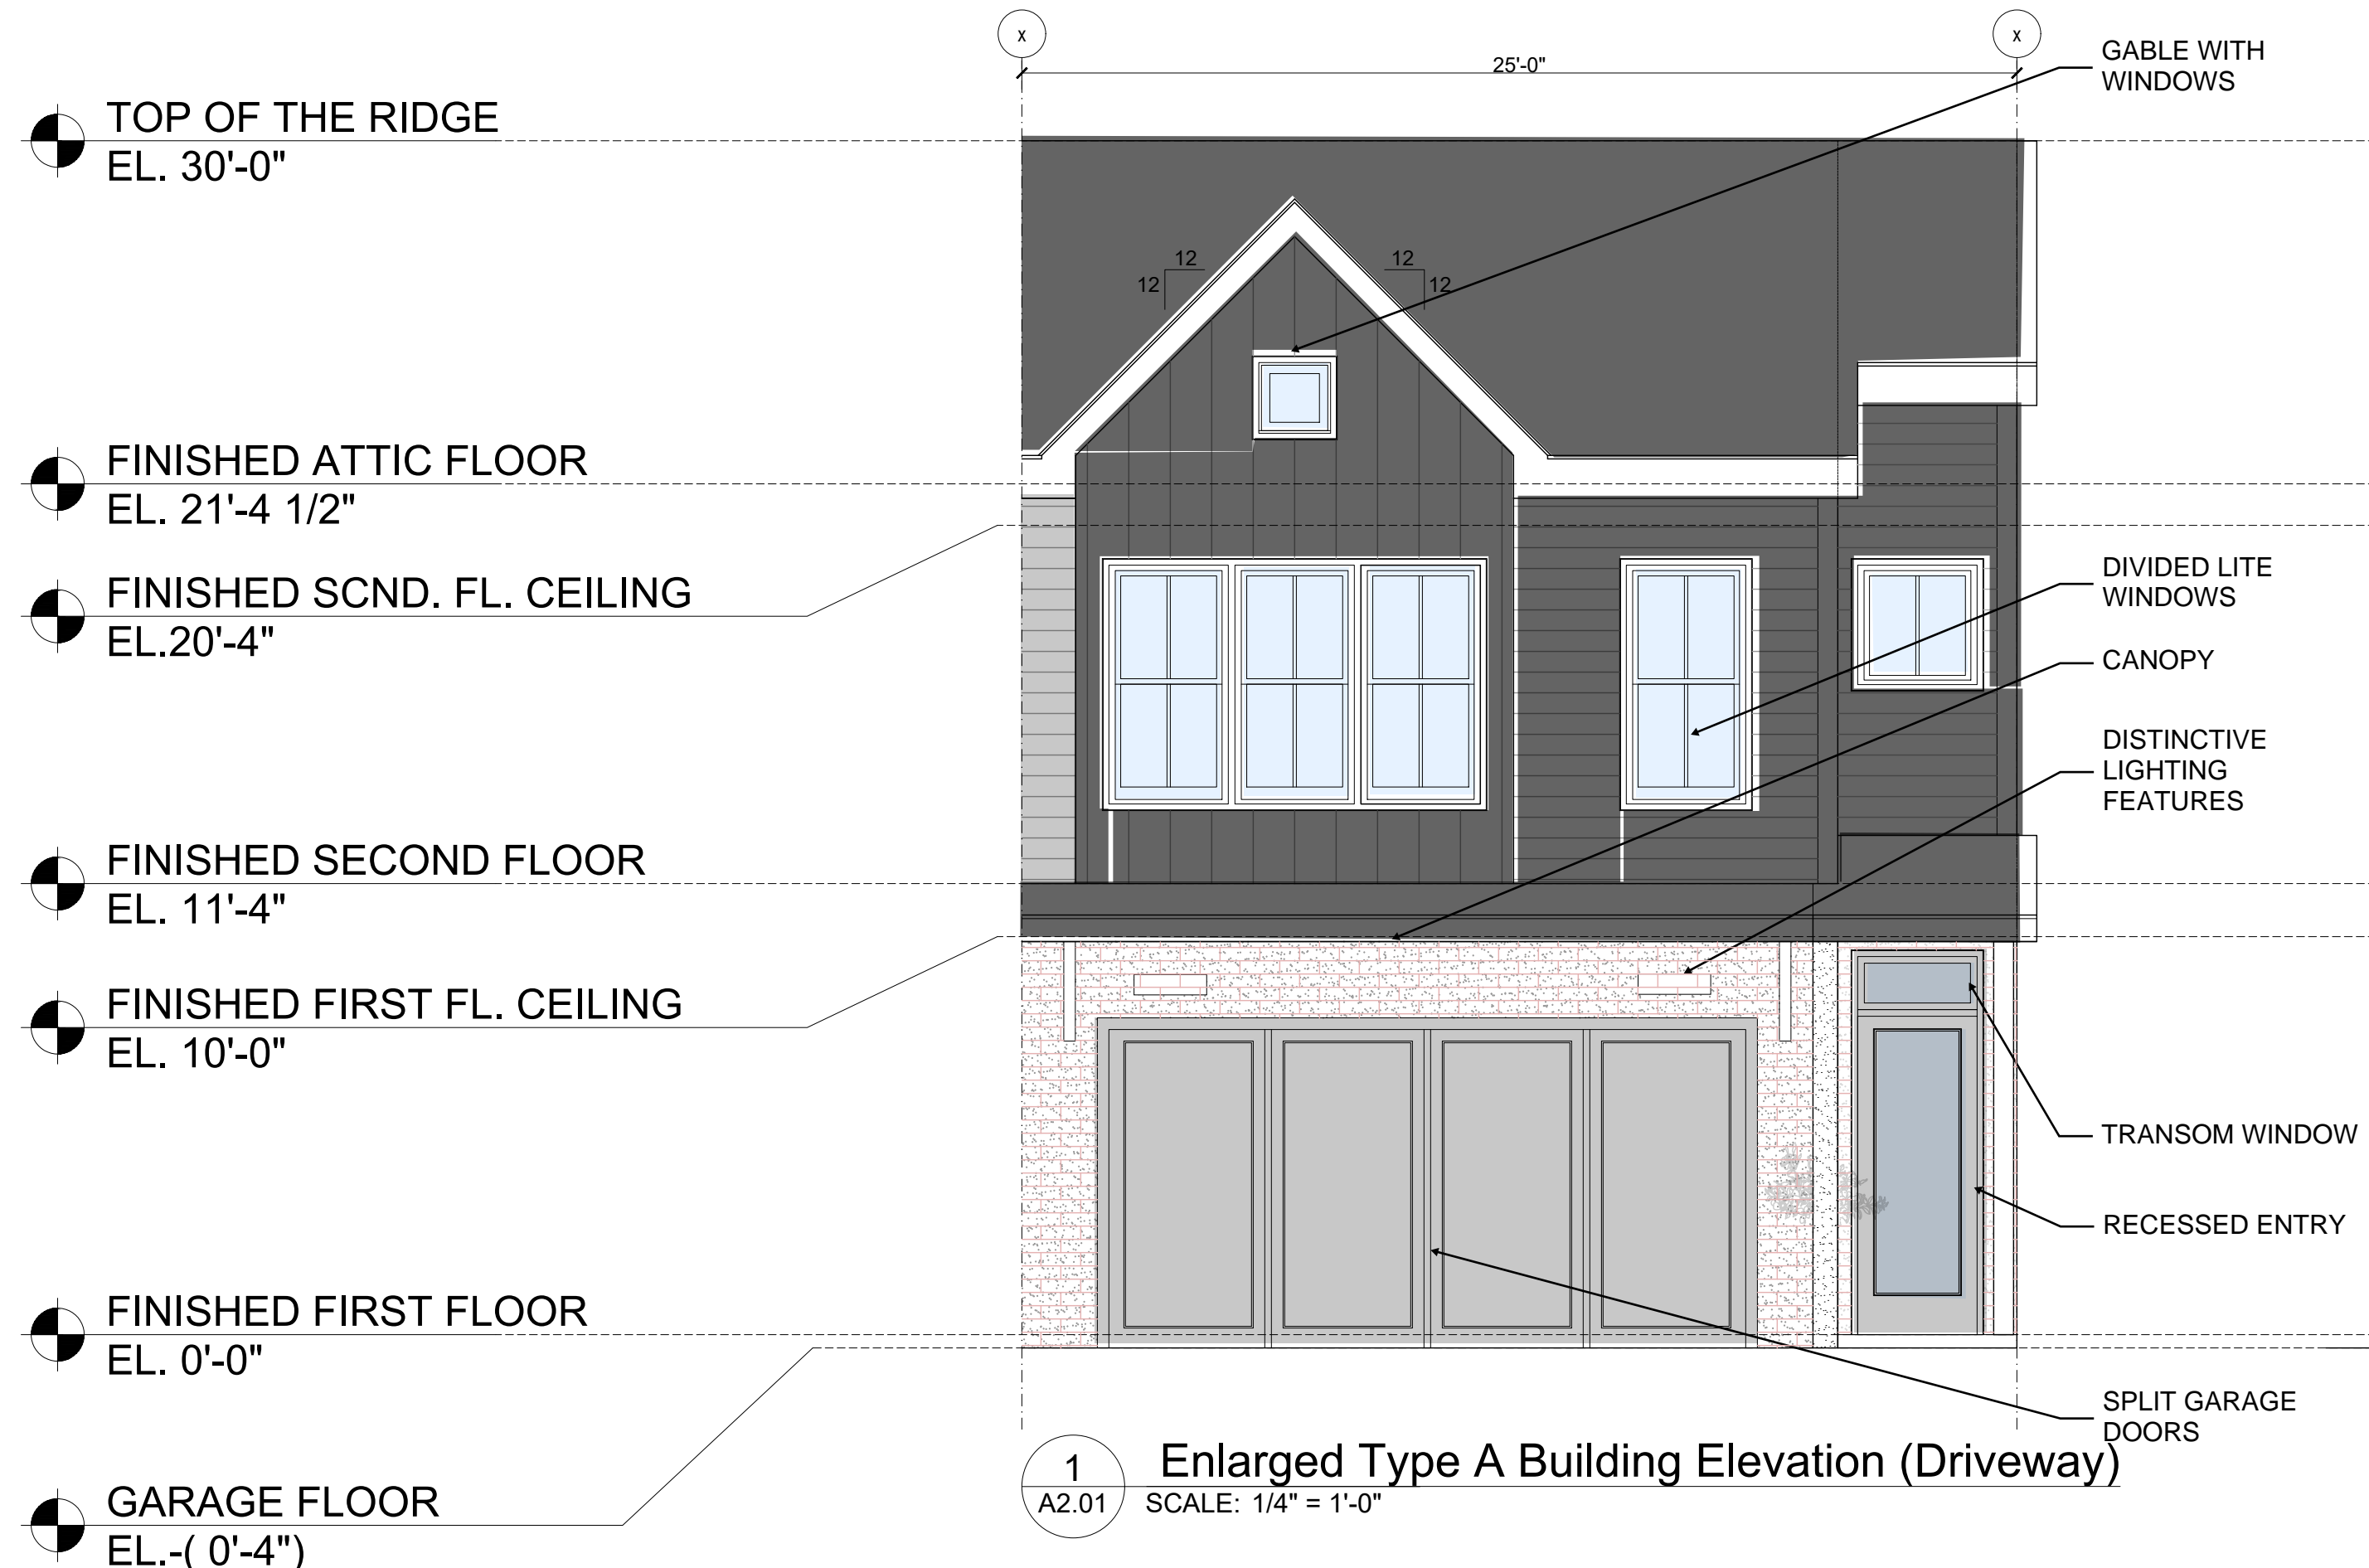 X
X
25'-0"
GABLE WITH
WINDOWS
TOP OF THE RIDGE
EL. 30'-0"
12
12
12
12
FINISHED ATTIC FLOOR
EL. 21'-4 1/2"
DIVIDED LITE
WINDOWS
FINISHED SCND. FL. CEILING
EL.20'-4"
CANOPY
DISTINCTIVE
LIGHTING
FEATURES
FINISHED SECOND FLOOR
EL. 11'-4"
FINISHED FIRST FL. CEILING
EL. 10'-0"
TRANSOM WINDOW
RECESSED ENTRY
FINISHED FIRST FLOOR
EL. 0'-0"
SPLIT GARAGE
DOORS
1
A2.01
Enlarged Type A Building Elevation (Driveway)
SCALE: 1/4" = 1'-0"
GARAGE FLOOR
EL.-( 0'-4")